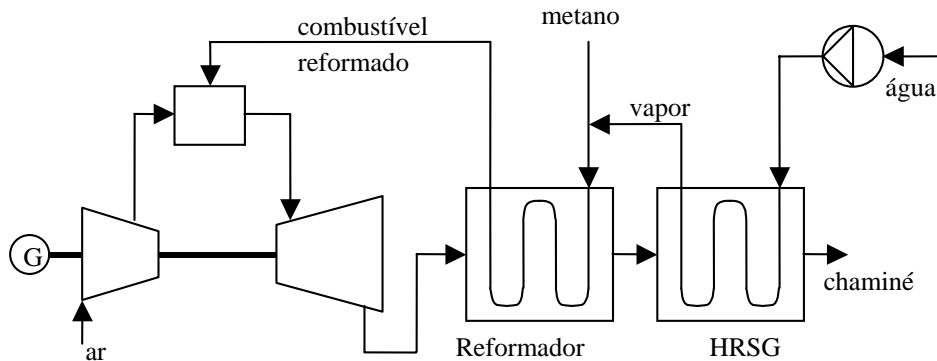 combustível
reformado
metano
água
vapor
G
ar
chaminé
Reformador
HRSG